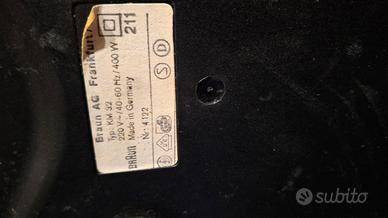 Braun AG Frankfurt/
Typ KM 32
220 V~/40-60 Hz/400 W
Made in Germany
BRAUN Nr. 4122
211
S D
subito